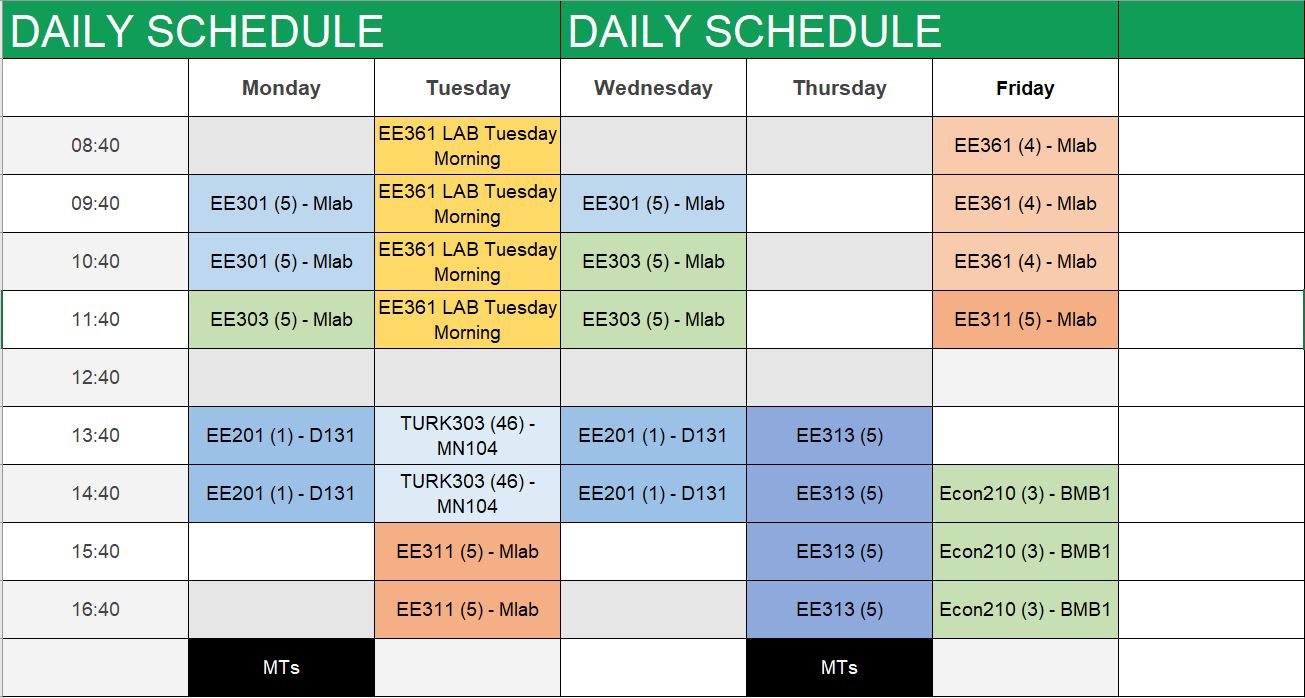 DAILY SCHEDULE DAILY SCHEDULE
Monday Tuesday Wednesday Thursday Friday
08:40 EE361 LAB Tuesday Morning EE361 (4) - Mlab
09:40 EE301 (5) - Mlab EE361 LAB Tuesday Morning EE301 (5) - Mlab EE361 (4) - Mlab
10:40 EE301 (5) - Mlab EE361 LAB Tuesday Morning EE303 (5) - Mlab EE361 (4) - Mlab
11:40 EE303 (5) - Mlab EE361 LAB Tuesday Morning EE303 (5) - Mlab EE311 (5) - Mlab
12:40
13:40 EE201 (1) - D131 TURK303 (46) - MN104 EE201 (1) - D131 EE313 (5)
14:40 EE201 (1) - D131 TURK303 (46) - MN104 EE201 (1) - D131 EE313 (5) Econ210 (3) - BMB1
15:40 EE311 (5) - Mlab EE313 (5) Econ210 (3) - BMB1
16:40 EE311 (5) - Mlab EE313 (5) Econ210 (3) - BMB1
MTs MTs